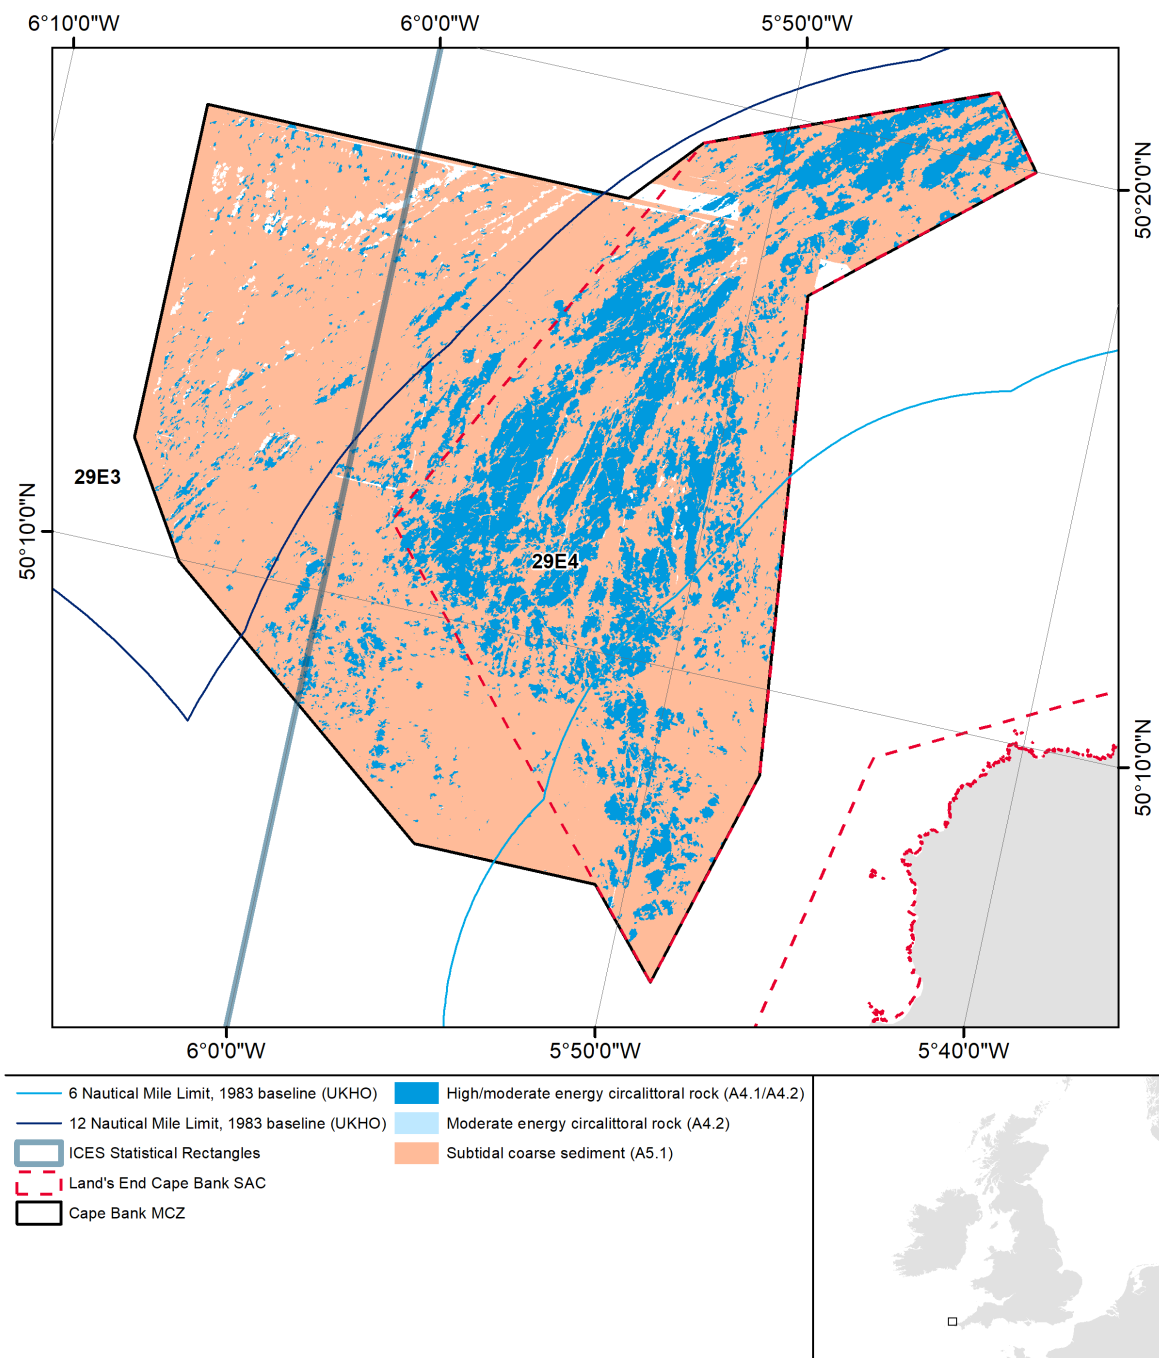 6°10'0"W 6°0'0"W 5°50'0"W
50°20'0"N
29E3
50°10'0"N
29E4
50°10'0"N
6°0'0"W 5°50'0"W 5°40'0"W
6 Nautical Mile Limit, 1983 baseline (UKHO)
12 Nautical Mile Limit, 1983 baseline (UKHO)
ICES Statistical Rectangles
Land's End Cape Bank SAC
Cape Bank MCZ
High/moderate energy circalittoral rock (A4.1/A4.2)
Moderate energy circalittoral rock (A4.2)
Subtidal coarse sediment (A5.1)